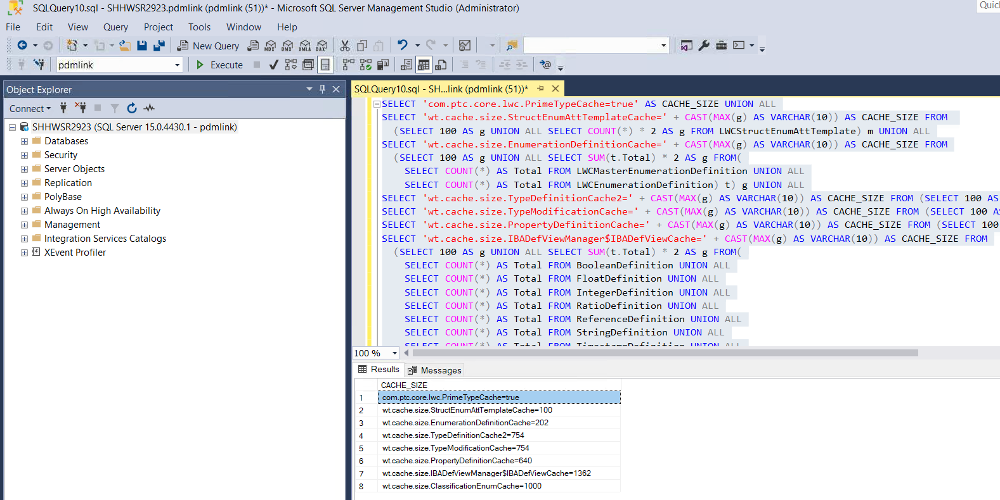 SQLQuery10.sql - SHHWSR2923.pdmlink (pdmlink (51))* - Microsoft SQL Server Management Studio (Administrator)
Quic
File Edit View Query Project Tools Window Help
New Query MDX DMX XMLA DAX
pdmlink Execute
Object Explorer
SQLQuery10.sql - SH...link (pdmlink (51))*
Connect
SHHWSR2923 (SQL Server 15.0.4430.1 - pdmlink)
Databases
Security
Server Objects
Replication
PolyBase
Always On High Availability
Management
Integration Services Catalogs
XEvent Profiler
SELECT 'com.ptc.core.lwc.PrimeTypeCache=true' AS CACHE_SIZE UNION ALL
SELECT 'wt.cache.size.StructEnumAttTemplateCache=' + CAST(MAX(g) AS VARCHAR(10)) AS CACHE_SIZE FROM
(SELECT 100 AS g UNION ALL SELECT COUNT(*) * 2 AS g FROM LWCStructEnumAttTemplate) m UNION ALL
SELECT 'wt.cache.size.EnumerationDefinitionCache=' + CAST(MAX(g) AS VARCHAR(10)) AS CACHE_SIZE FROM
(SELECT 100 AS g UNION ALL SELECT SUM(t.Total) * 2 AS g FROM(
SELECT COUNT(*) AS Total FROM LWCMasterEnumerationDefinition UNION ALL
SELECT COUNT(*) AS Total FROM LWCEnumerationDefinition) t) g UNION ALL
SELECT 'wt.cache.size.TypeDefinitionCache2=' + CAST(MAX(g) AS VARCHAR(10)) AS CACHE_SIZE FROM (SELECT 100 AS
SELECT 'wt.cache.size.TypeModificationCache=' + CAST(MAX(g) AS VARCHAR(10)) AS CACHE_SIZE FROM (SELECT 100 AS
SELECT 'wt.cache.size.PropertyDefinitionCache=' + CAST(MAX(g) AS VARCHAR(10)) AS CACHE_SIZE FROM (SELECT 100
SELECT 'wt.cache.size.IBADefViewManager$IBADefViewCache=' + CAST(MAX(g) AS VARCHAR(10)) AS CACHE_SIZE FROM
(SELECT 100 AS g UNION ALL SELECT SUM(t.Total) * 2 AS g FROM(
SELECT COUNT(*) AS Total FROM BooleanDefinition UNION ALL
SELECT COUNT(*) AS Total FROM FloatDefinition UNION ALL
SELECT COUNT(*) AS Total FROM IntegerDefinition UNION ALL
SELECT COUNT(*) AS Total FROM RatioDefinition UNION ALL
SELECT COUNT(*) AS Total FROM ReferenceDefinition UNION ALL
SELECT COUNT(*) AS Total FROM StringDefinition UNION ALL
SELECT COUNT(*) AS Total FROM TimestampDefinition UNION ALL
100 %
Results Messages
CACHE_SIZE
1 com.ptc.core.lwc.PrimeTypeCache=true
2 wt.cache.size.StructEnumAttTemplateCache=100
3 wt.cache.size.EnumerationDefinitionCache=202
4 wt.cache.size.TypeDefinitionCache2=754
5 wt.cache.size.TypeModificationCache=754
6 wt.cache.size.PropertyDefinitionCache=640
7 wt.cache.size.IBADefViewManager$IBADefViewCache=1362
8 wt.cache.size.ClassificationEnumCache=1000